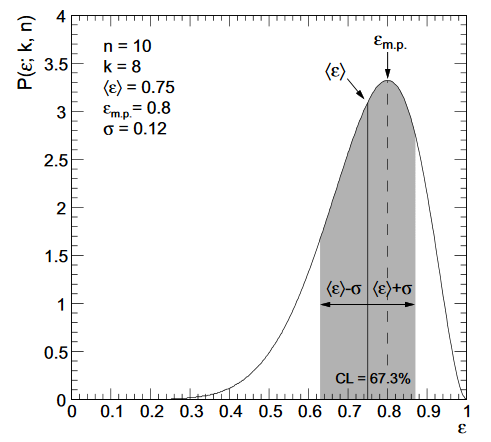 P(ε; k, n)
4
3.5
3
2.5
2
1.5
1
0.5
0
n = 10
k = 8
⟨ε⟩ = 0.75
εm.p.= 0.8
σ = 0.12
εm.p.
⟨ε⟩
⟨ε⟩-σ ⟨ε⟩+σ
CL = 67.3%
0 0.1 0.2 0.3 0.4 0.5 0.6 0.7 0.8 0.9 1
ε